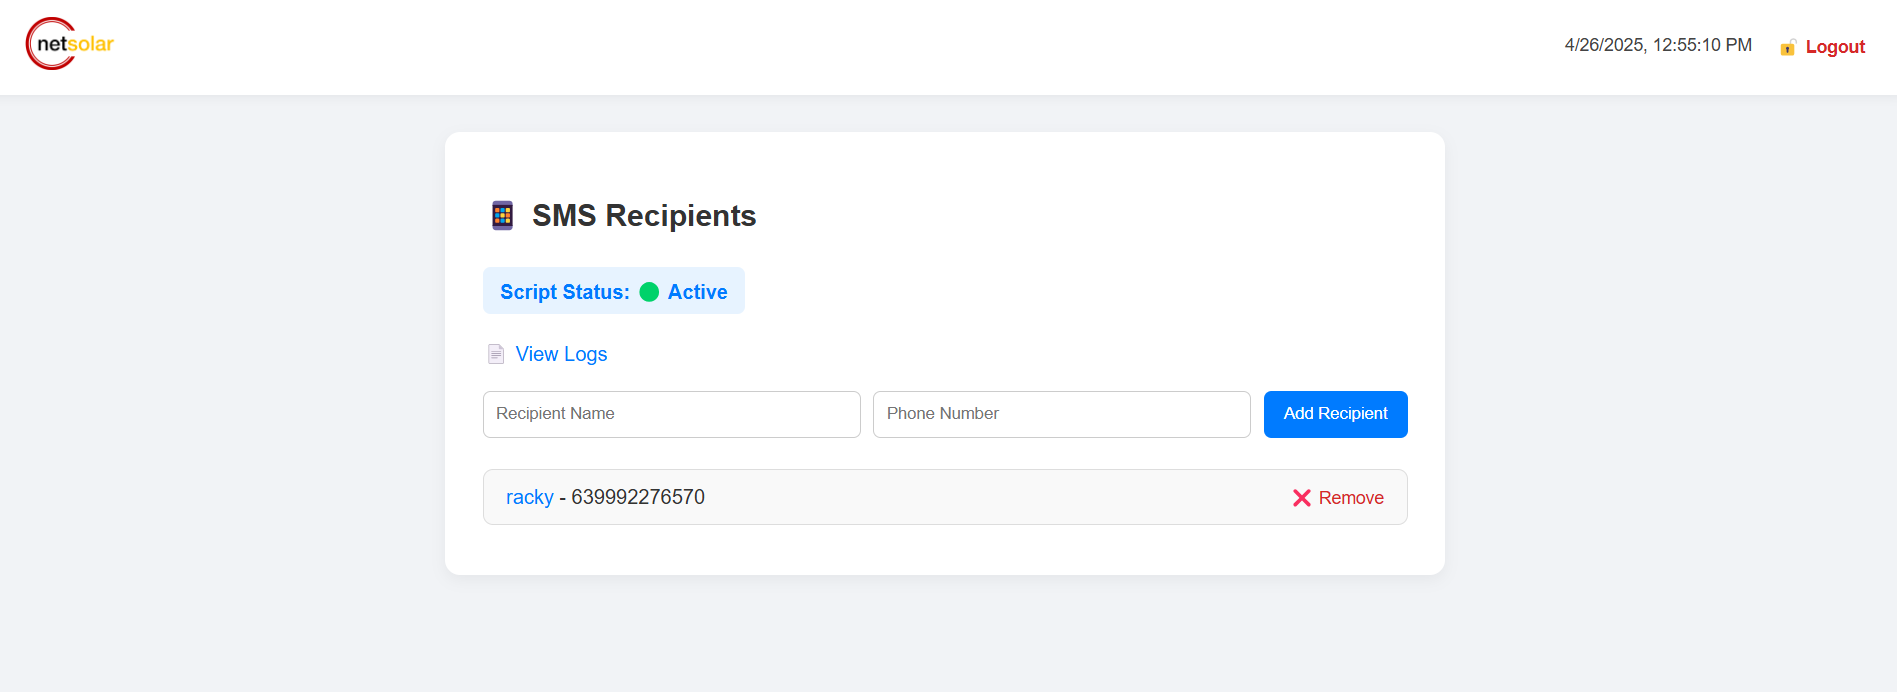 netsolar
4/26/2025, 12:55:10 PM
Logout
SMS Recipients
Script Status: Active
View Logs
Recipient Name
Phone Number
Add Recipient
racky - 639992276570
Remove